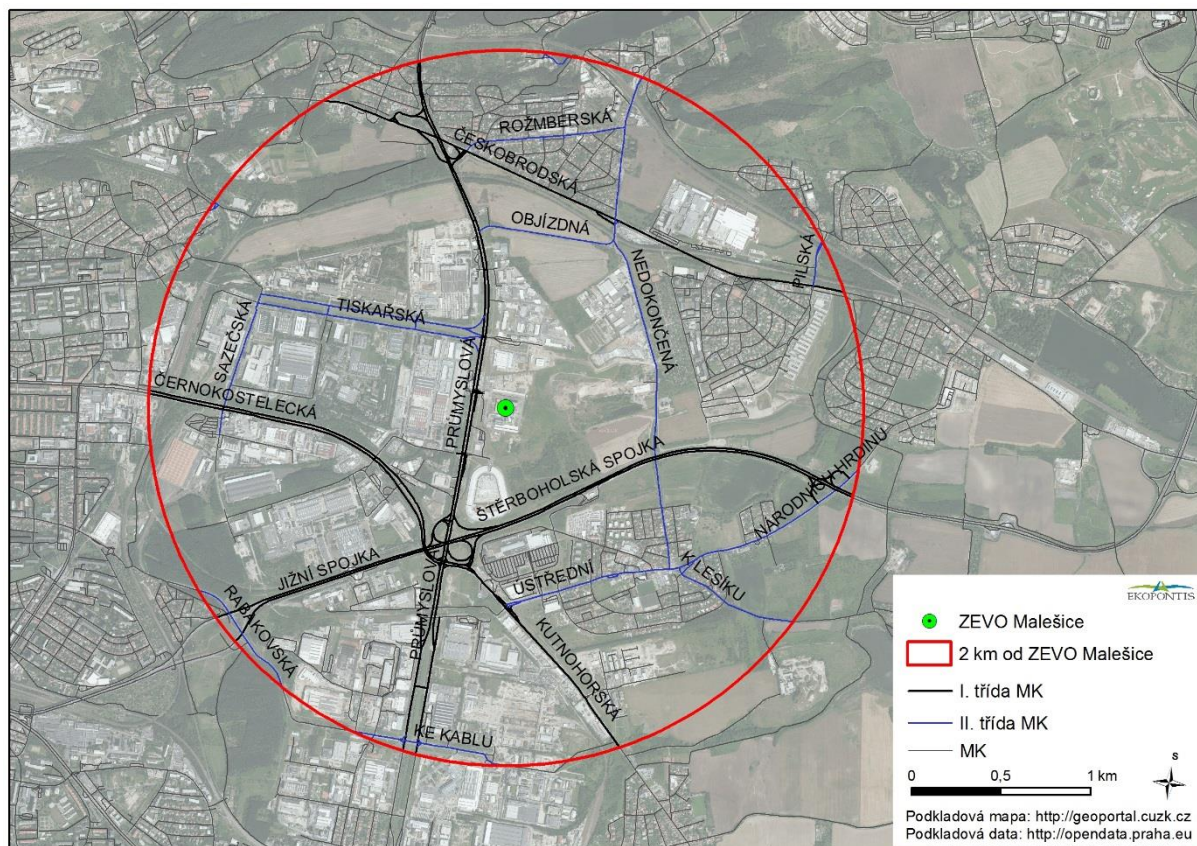 ROŽMBERSKÁ
ČESKOBRODSKÁ
OBJÍZDNÁ
PILSKÁ
NEDOKONČENÁ
TISKAŘSKÁ
SAZEČSKÁ
PRŮMYSLOVÁ
ČERNOKOSTELECKÁ
ŠTĚRBOHOLSKÁ SPOJKA
NÁRODNÍCH HRDINU
JIŽNÍ SPOJKA
ÚSTŘEDNÍ
K LESÍKU
RABAKOVSKÁ
PRŮMYSLOV
KUTNOHORSKÁ
KE KABLU
EKOPONTIS
ZEVO Malešice
2 km od ZEVO Malešice
I. třída MK
II. třída MK
MK
0 0,5 1 km
S
Podkladová mapa: http://geoportal.cuzk.cz
Podkladová data: http://opendata.praha.eu